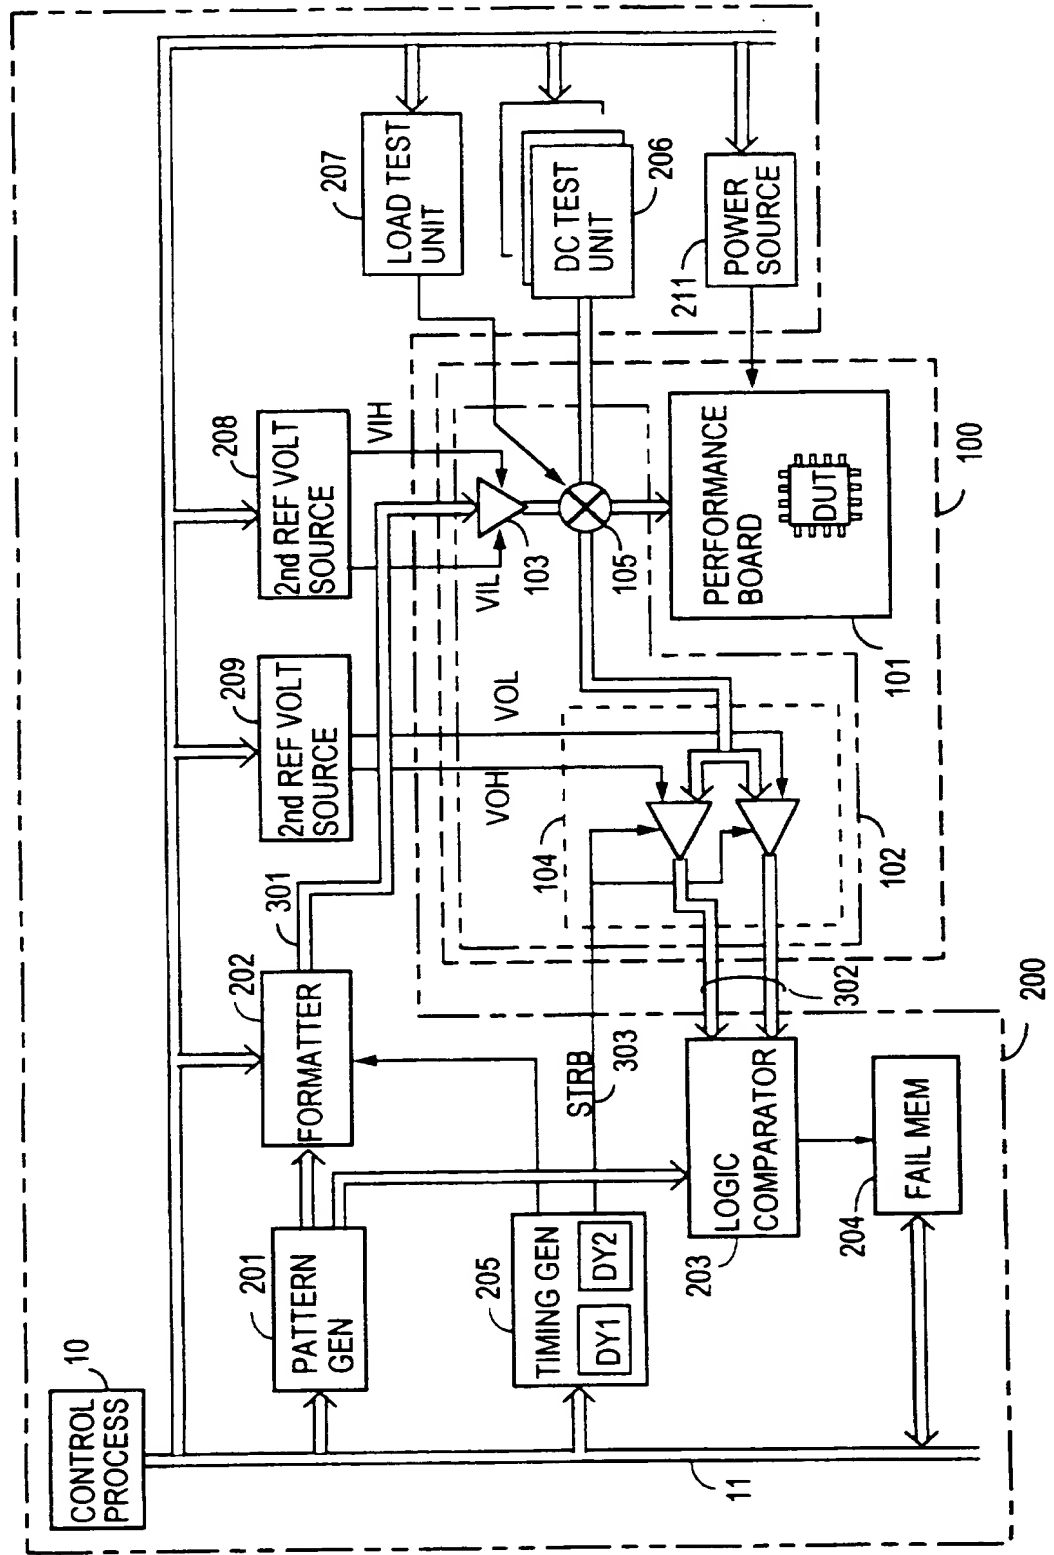 CONTROL
PROCESS
10
11
201
PATTERN
GEN
202
FORMATTER
301
209
2nd REF VOLT
SOURCE
208
2nd REF VOLT
SOURCE
207
LOAD TEST
UNIT
205
TIMING GEN
DY1
DY2
STRB
303
VOH
VOL
VIL
VIH
103
105
DC TEST
UNIT
206
104
102
302
203
LOGIC
COMPARATOR
204
FAIL MEM
200
PERFORMANCE
BOARD
DUT
101
100
211
POWER
SOURCE